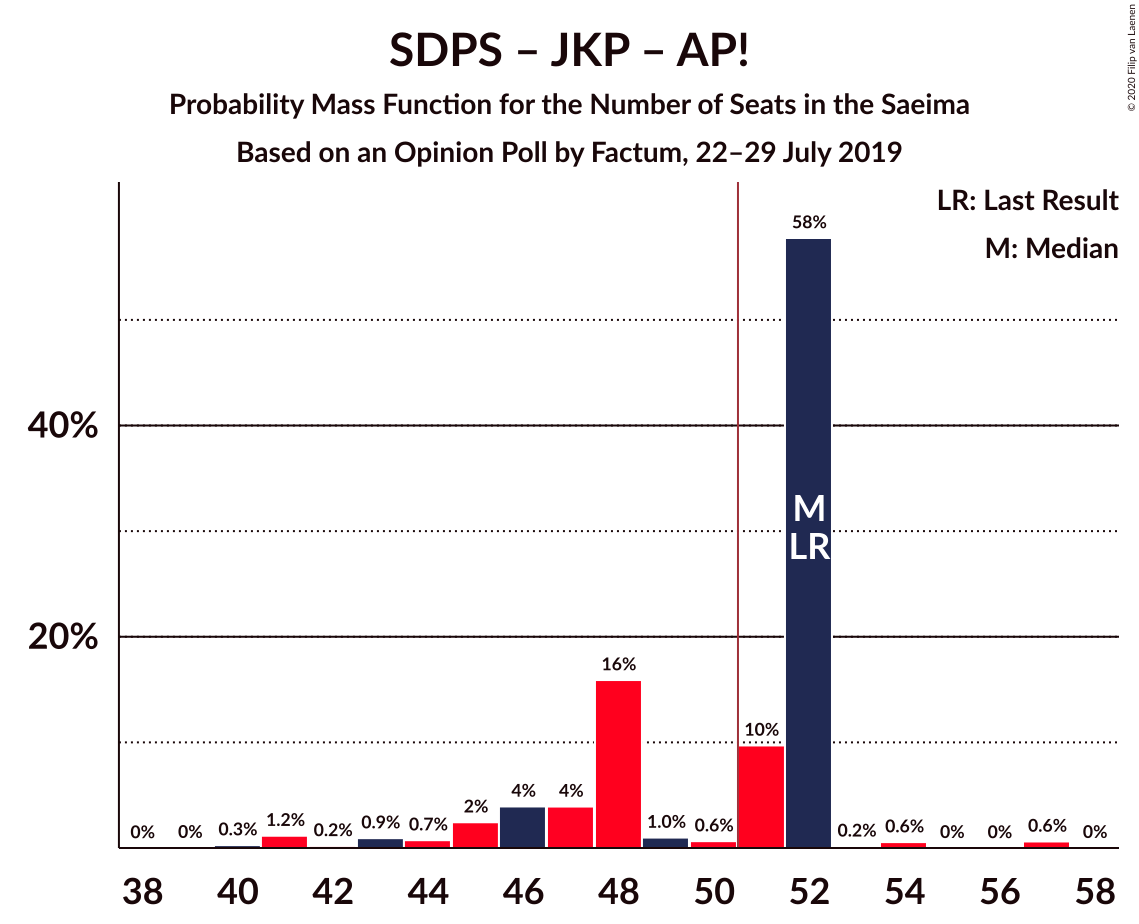 SDPS – JKP – AP!
Probability Mass Function for the Number of Seats in the Saeima
Based on an Opinion Poll by Factum, 22–29 July 2019
© 2020 Filip van Laenen
LR: Last Result
M: Median
40%
20%
0%
0%
0.3%
1.2%
0.2%
0.9%
0.7%
2%
4%
4%
16%
1.0%
0.6%
10%
58%
0.2%
0.6%
0%
0%
0.6%
0%
M
LR
38 40 42 44 46 48 50 52 54 56 58